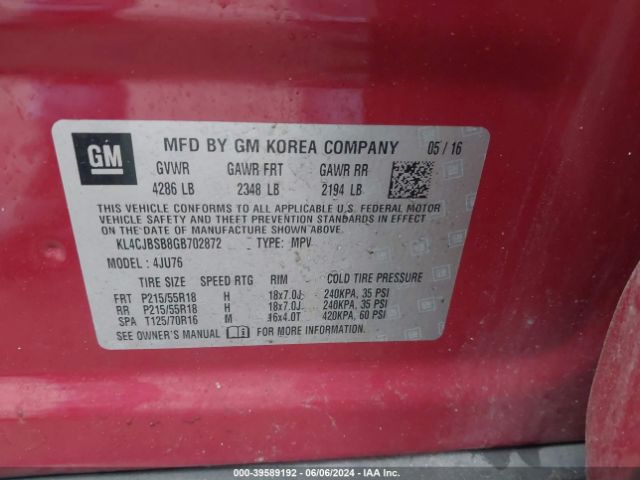 GM MFD BY GM KOREA COMPANY 05 / 16
GVWR GAWR FRT GAWR RR
4286 LB 2348 LB 2194 LB
THIS VEHICLE CONFORMS TO ALL APPLICABLE U.S. FEDERAL MOTOR
VEHICLE SAFETY AND THEFT PREVENTION STANDARDS IN EFFECT
ON THE DATE OF MANUFACTURE SHOWN ABOVE.
KL4CJBSB8GB702872 TYPE: MPV
MODEL: 4JU76
TIRE SIZE SPEED RTG RIM COLD TIRE PRESSURE
FRT P215/55R18 H 18x7.0J 240KPA, 35 PSI
RR P215/55R18 H 18x7.0J 240KPA, 35 PSI
SPA T125/70R16 M 16x4.0T 420KPA, 60 PSI
SEE OWNER'S MANUAL FOR MORE INFORMATION.
000-39589192 - 06/06/2024 - IAA Inc.